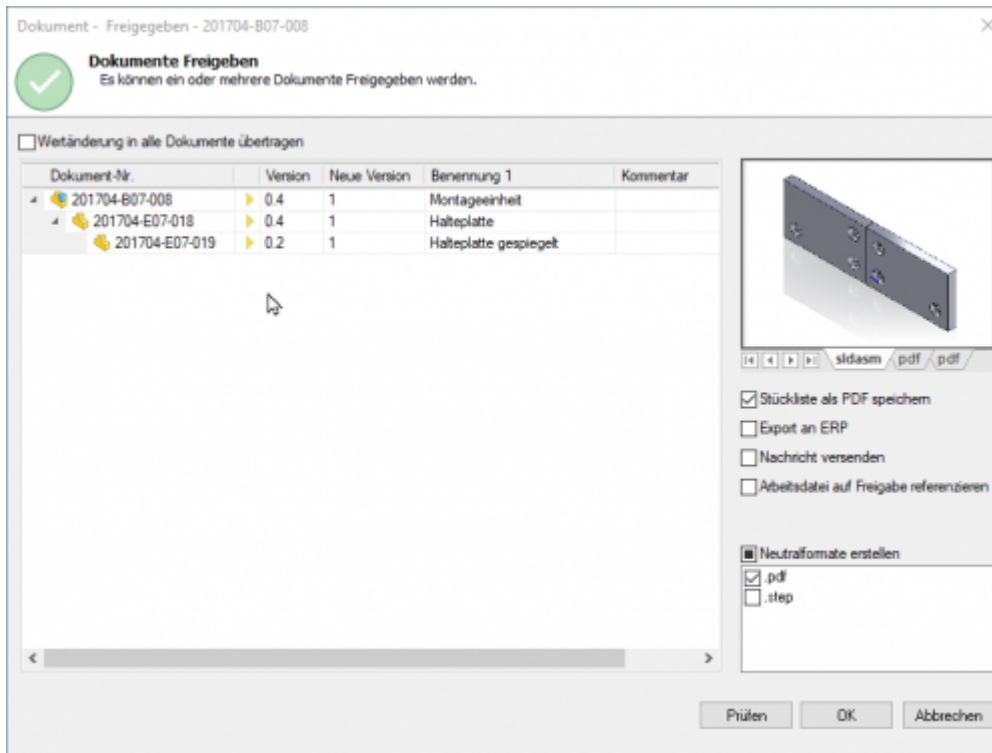 Dokument - Freigegeben - 201704-B07-008
Dokumente Freigeben
Es können ein oder mehrere Dokumente Freigegeben werden.
Wertänderung in alle Dokumente übertragen
Dokument-Nr. Version Neue Version Benennung 1 Kommentar
201704-B07-008 0.4 1 Montageeinheit
201704-E07-018 0.4 1 Halteplatte
201704-E07-019 0.2 1 Halteplatte gespiegelt
sldasm pdf pdf
Stückliste als PDF speichern
Export an ERP
Nachricht versenden
Arbeitsdatei auf Freigabe referenzieren
Neutralformate erstellen
.pdf
.step
Prüfen OK Abbrechen